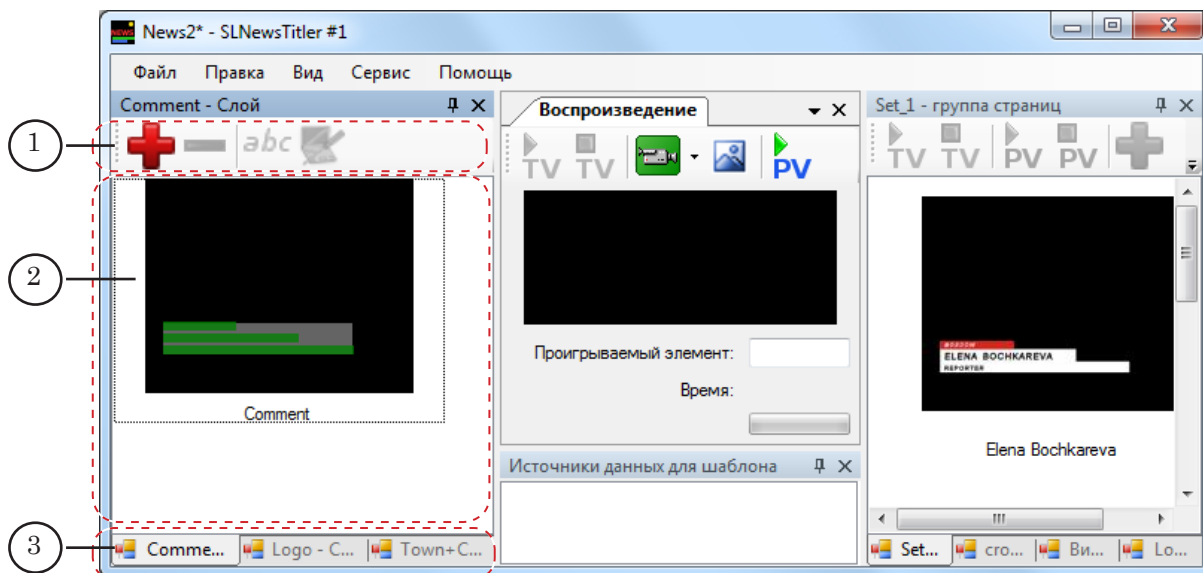 NEWS News2* - SLNewsTitler #1
Файл Правка Вид Сервис Помощь
Comment - Слой
1
abc
2
Comment
3
Comme... Logo - C... Town+C...
Воспроизведение
TV TV PV
Проигрываемый элемент:
Время:
Источники данных для шаблона
Set_1 - группа страниц
TV TV PV PV
MOSCOW
ELENA BOCHKAREVA
REPORTER
Elena Bochkareva
Set... cro... Ви... Lo...